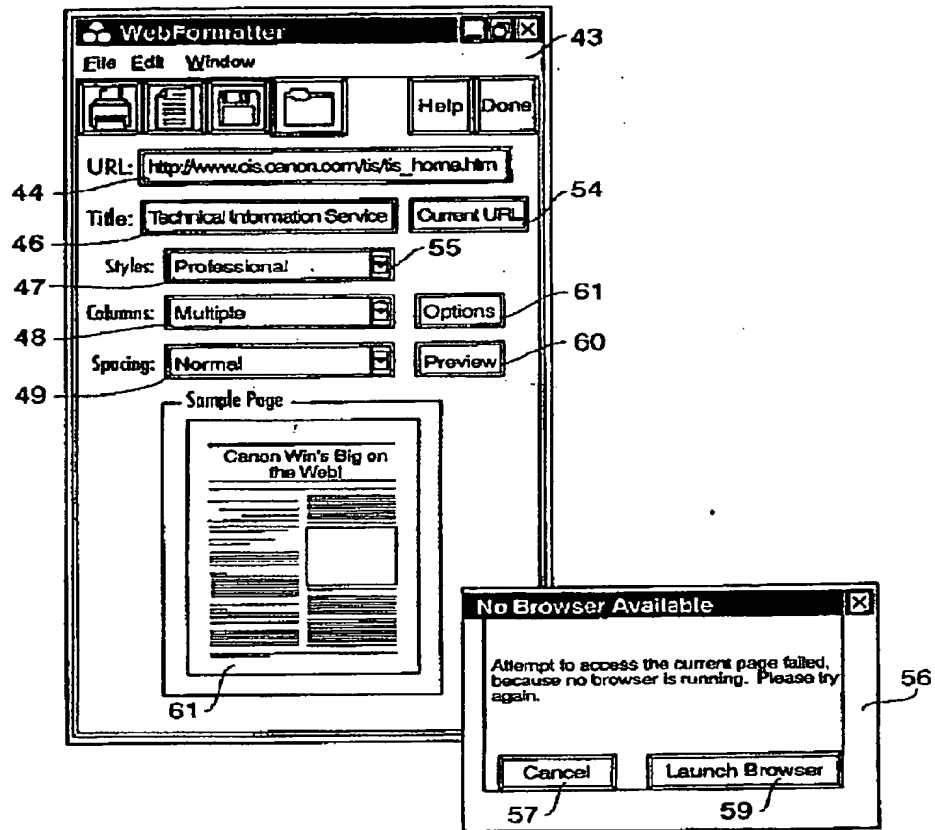 WebFormatter
43
File Edit Window
Help Done
URL: http://www.cis.canon.com/tis/tis_home.htm
44
54
Title: Technical Information Service Current URL
46
55
Styles: Professional
47
61
Columns: Multiple Options
48
60
Spacing: Normal Preview
49
Sample Page
Canon Win's Big on
the Web!
61
No Browser Available
Attempt to access the current page failed,
because no browser is running. Please try
again.
56
Cancel Launch Browser
57 59